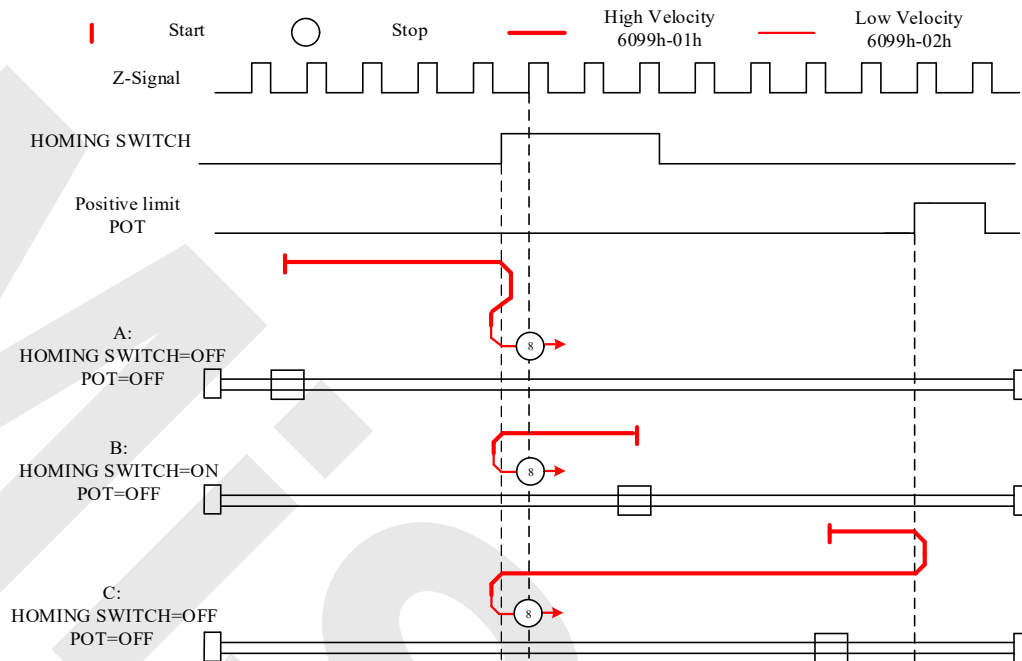 Start
Stop
High Velocity
6099h-01h
Low Velocity
6099h-02h
Z-Signal
HOMING SWITCH
Positive limit
POT
A:
HOMING SWITCH=OFF
POT=OFF
8
B:
HOMING SWITCH=ON
POT=OFF
8
C:
HOMING SWITCH=OFF
POT=OFF
8